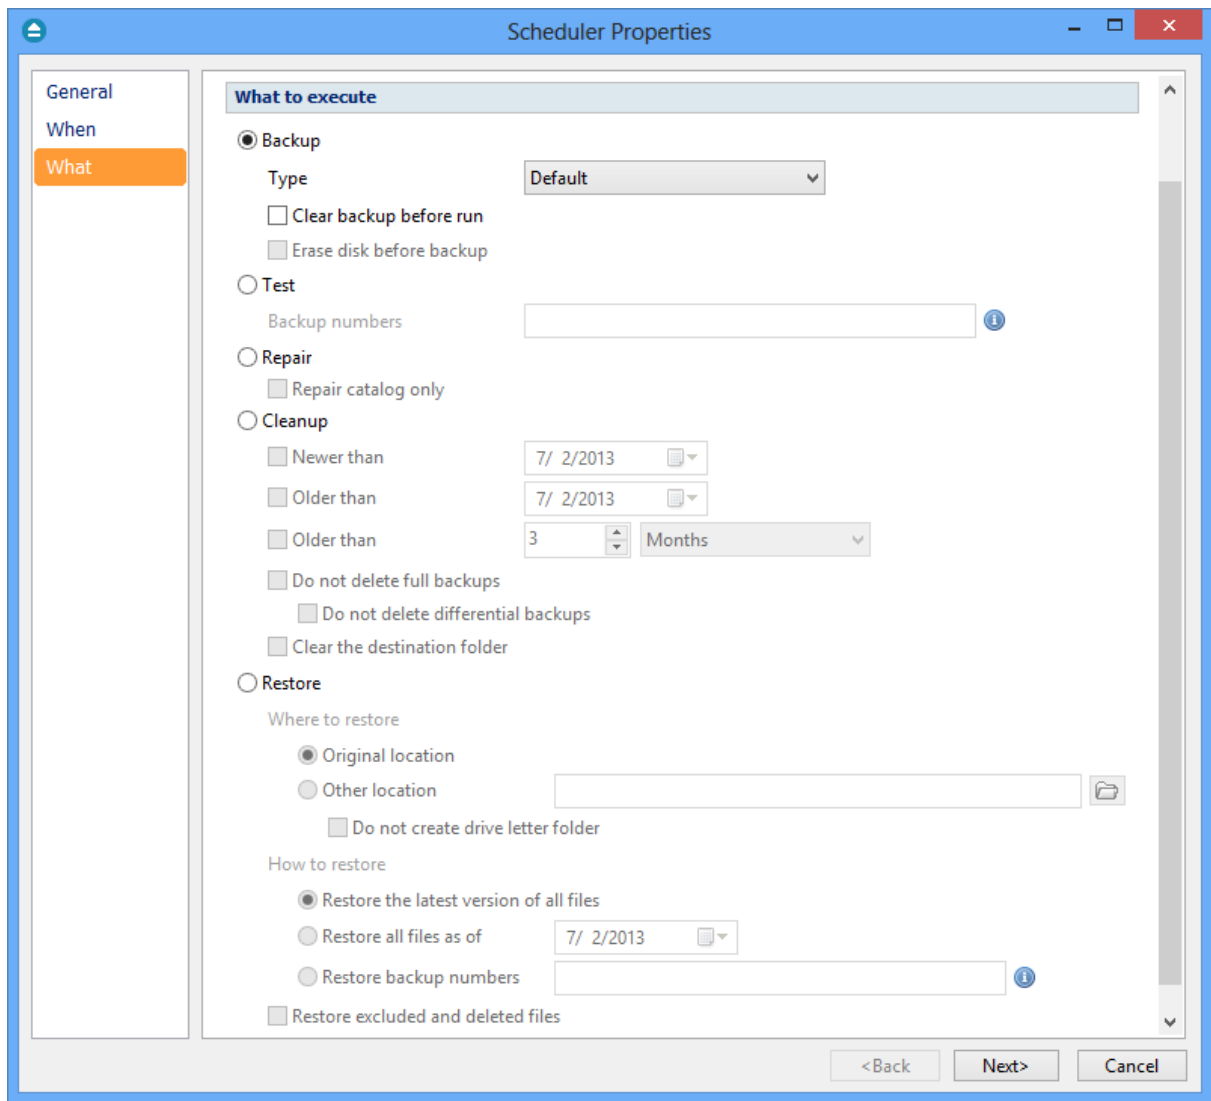 Scheduler Properties
General
When
What
What to execute
Backup
Type Default
Clear backup before run
Erase disk before backup
Test
Backup numbers
Repair
Repair catalog only
Cleanup
Newer than 7/ 2/2013
Older than 7/ 2/2013
Older than 3 Months
Do not delete full backups
Do not delete differential backups
Clear the destination folder
Restore
Where to restore
Original location
Other location
Do not create drive letter folder
How to restore
Restore the latest version of all files
Restore all files as of 7/ 2/2013
Restore backup numbers
Restore excluded and deleted files
<Back Next> Cancel